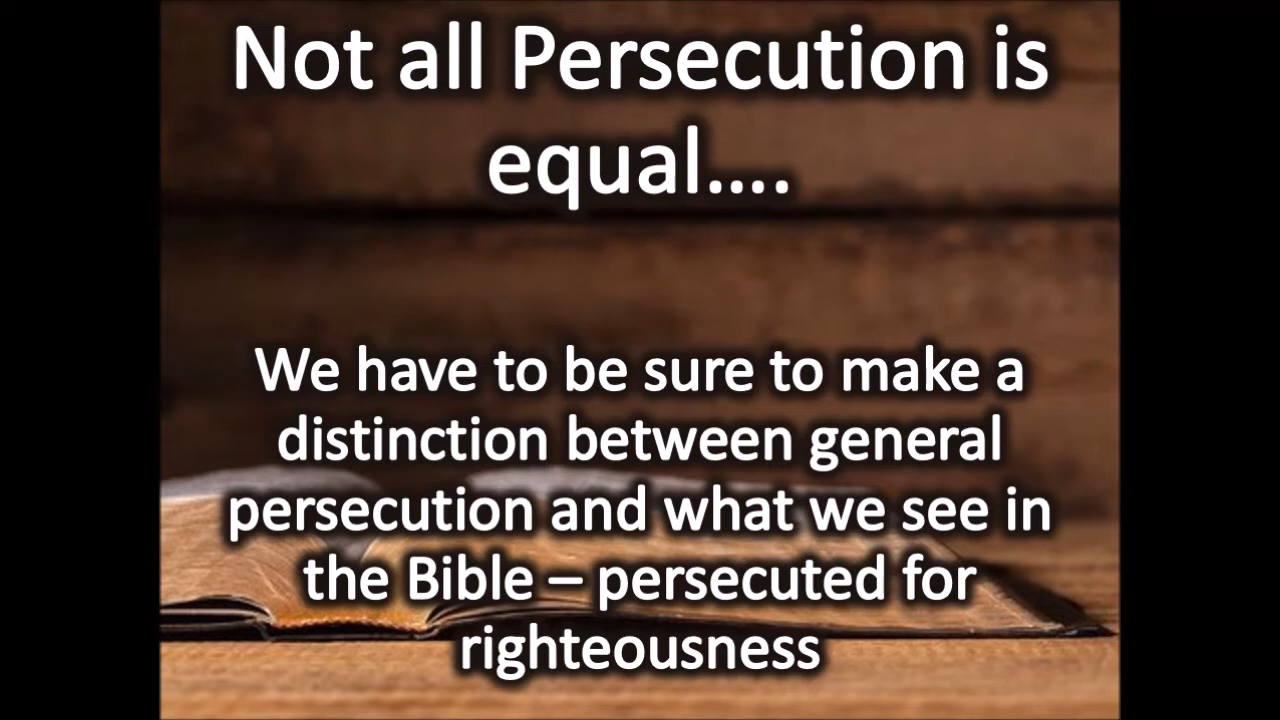 Not all Persecution is
equal....
We have to be sure to make a
distinction between general
persecution and what we see in
the Bible – persecuted for
righteousness